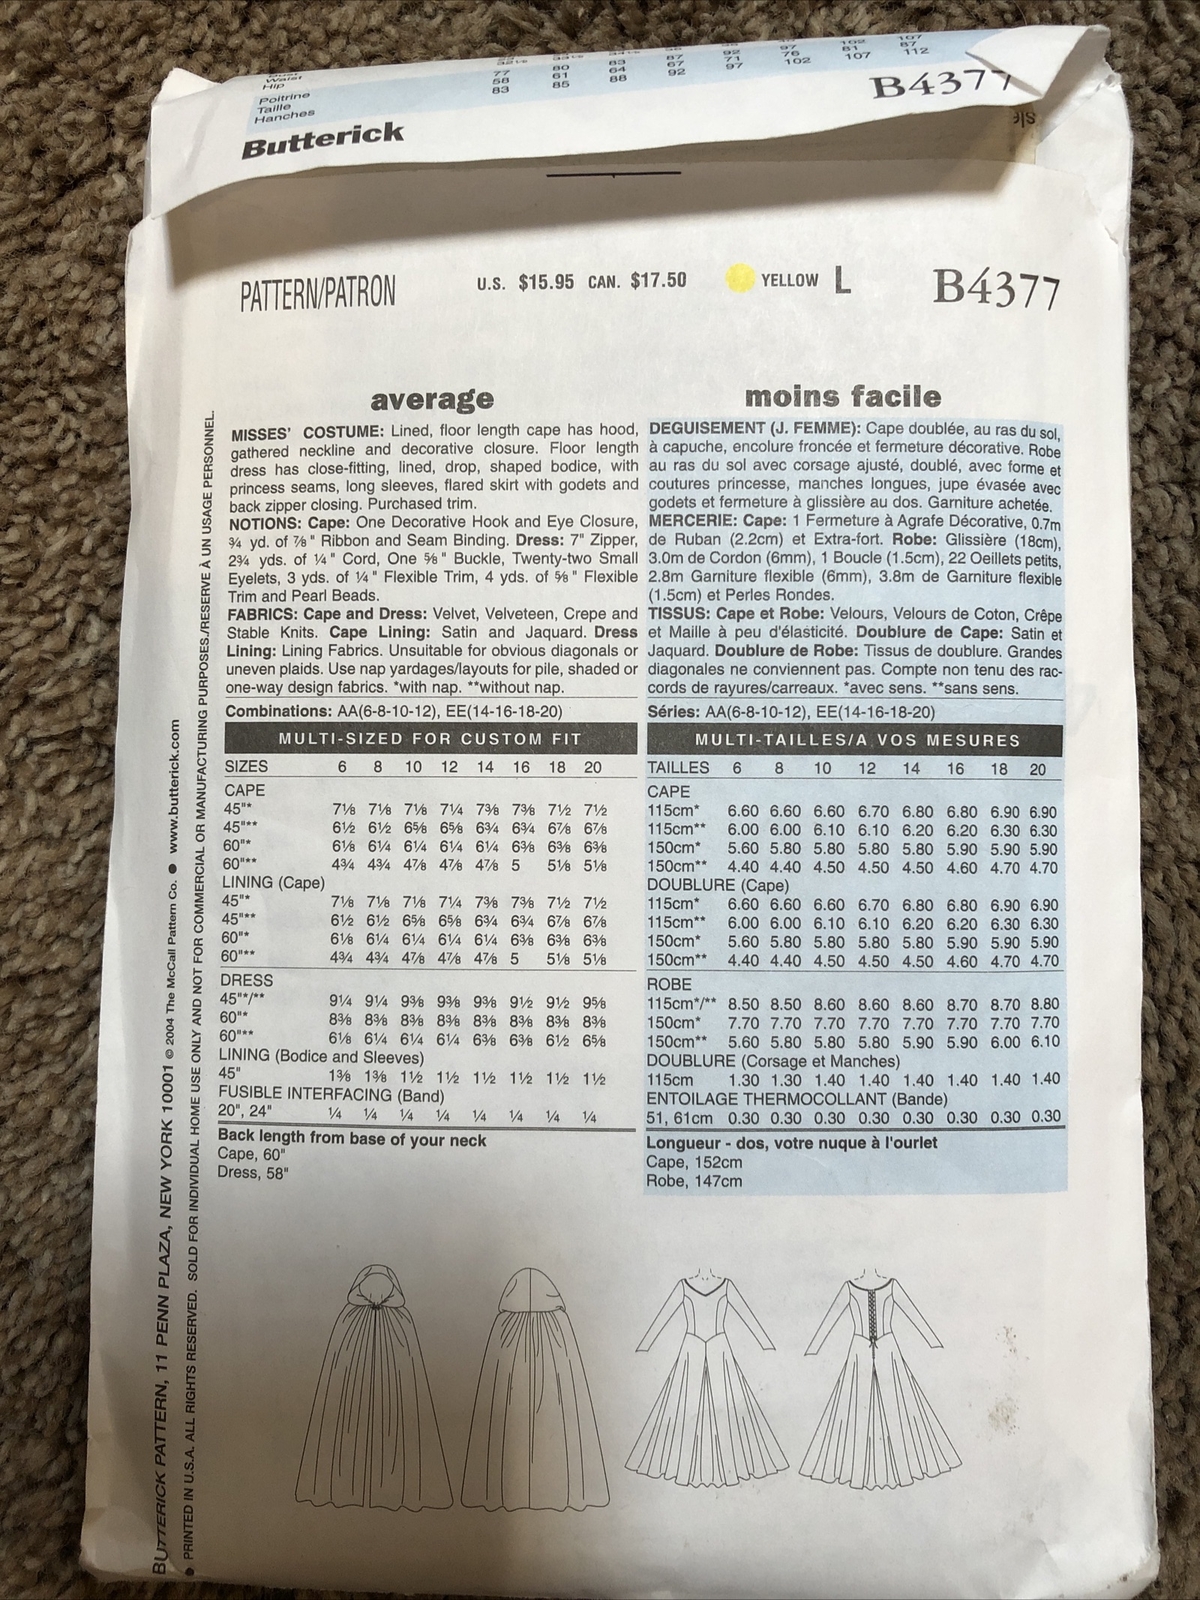 77 80 83 87 92 97 102 107
58 61 64 67 71 76 81 87
83 85 88 92 97 102 107 112
Waist
Hip
Poitrine
Taille
Hanches
B4377
Butterick
PATTERN/PATRON
U.S. $15.95 CAN. $17.50
YELLOW L
B4377
average
MISSES' COSTUME: Lined, floor length cape has hood,
gathered neckline and decorative closure. Floor length
dress has close-fitting, lined, drop, shaped bodice, with
princess seams, long sleeves, flared skirt with godets and
back zipper closing. Purchased trim.
NOTIONS: Cape: One Decorative Hook and Eye Closure,
¾ yd. of ⅞" Ribbon and Seam Binding. Dress: 7" Zipper,
2¾ yds. of ¼" Cord, One ⅝" Buckle, Twenty-two Small
Eyelets, 3 yds. of ¼" Flexible Trim, 4 yds. of ⅝" Flexible
Trim and Pearl Beads.
FABRICS: Cape and Dress: Velvet, Velveteen, Crepe and
Stable Knits. Cape Lining: Satin and Jaquard. Dress
Lining: Lining Fabrics. Unsuitable for obvious diagonals or
uneven plaids. Use nap yardages/layouts for pile, shaded or
one-way design fabrics. *with nap. **without nap.
Combinations: AA(6-8-10-12), EE(14-16-18-20)
MULTI-SIZED FOR CUSTOM FIT
SIZES 6 8 10 12 14 16 18 20
CAPE
45"* 7⅛ 7⅛ 7⅛ 7¼ 7⅜ 7⅜ 7½ 7½
45"** 6½ 6½ 6⅝ 6⅝ 6¾ 6¾ 6⅞ 6⅞
60"* 6⅛ 6¼ 6¼ 6¼ 6¼ 6⅜ 6⅜ 6⅜
60"** 4¾ 4¾ 4⅞ 4⅞ 4⅞ 5 5⅛ 5⅛
LINING (Cape)
45"* 7⅛ 7⅛ 7⅛ 7¼ 7⅜ 7⅜ 7½ 7½
45"** 6½ 6½ 6⅝ 6⅝ 6¾ 6¾ 6⅞ 6⅞
60"* 6⅛ 6¼ 6¼ 6¼ 6¼ 6⅜ 6⅜ 6⅜
60"** 4¾ 4¾ 4⅞ 4⅞ 4⅞ 5 5⅛ 5⅛
DRESS
45"*/** 9¼ 9¼ 9⅜ 9⅜ 9⅜ 9½ 9½ 9⅝
60"* 8⅜ 8⅜ 8⅜ 8⅜ 8⅜ 8⅜ 8⅜ 8⅜
60"** 6⅛ 6¼ 6¼ 6¼ 6⅜ 6⅜ 6½ 6⅝
LINING (Bodice and Sleeves)
45" 1⅜ 1⅜ 1½ 1½ 1½ 1½ 1½ 1½
FUSIBLE INTERFACING (Band)
20", 24" ¼ ¼ ¼ ¼ ¼ ¼ ¼ ¼
Back length from base of your neck
Cape, 60"
Dress, 58"
moins facile
DEGUISEMENT (J. FEMME): Cape doublée, au ras du sol,
à capuche, encolure froncée et fermeture décorative. Robe
au ras du sol avec corsage ajusté, doublé, avec forme et
coutures princesse, manches longues, jupe évasée avec
godets et fermeture à glissière au dos. Garniture achetée.
MERCERIE: Cape: 1 Fermeture à Agrafe Décorative, 0.7m
de Ruban (2.2cm) et Extra-fort. Robe: Glissière (18cm),
3.0m de Cordon (6mm), 1 Boucle (1.5cm), 22 Oeillets petits,
2.8m Garniture flexible (6mm), 3.8m de Garniture flexible
(1.5cm) et Perles Rondes.
TISSUS: Cape et Robe: Velours, Velours de Coton, Crêpe
et Maille à peu d'élasticité. Doublure de Cape: Satin et
Jaquard. Doublure de Robe: Tissus de doublure. Grandes
diagonales ne conviennent pas. Compte non tenu des rac-
cords de rayures/carreaux. *avec sens. **sans sens.
Séries: AA(6-8-10-12), EE(14-16-18-20)
MULTI-TAILLES/A VOS MESURES
TAILLES 6 8 10 12 14 16 18 20
CAPE
115cm* 6.60 6.60 6.60 6.70 6.80 6.80 6.90 6.90
115cm** 6.00 6.00 6.10 6.10 6.20 6.20 6.30 6.30
150cm* 5.60 5.80 5.80 5.80 5.80 5.90 5.90 5.90
150cm** 4.40 4.40 4.50 4.50 4.50 4.60 4.70 4.70
DOUBLURE (Cape)
115cm* 6.60 6.60 6.60 6.70 6.80 6.80 6.90 6.90
115cm** 6.00 6.00 6.10 6.10 6.20 6.20 6.30 6.30
150cm* 5.60 5.80 5.80 5.80 5.80 5.90 5.90 5.90
150cm** 4.40 4.40 4.50 4.50 4.50 4.60 4.70 4.70
ROBE
115cm*/** 8.50 8.50 8.60 8.60 8.60 8.70 8.70 8.80
150cm* 7.70 7.70 7.70 7.70 7.70 7.70 7.70 7.70
150cm** 5.60 5.80 5.80 5.80 5.90 5.90 6.00 6.10
DOUBLURE (Corsage et Manches)
115cm 1.30 1.30 1.40 1.40 1.40 1.40 1.40 1.40
ENTOILAGE THERMOCOLLANT (Bande)
51, 61cm 0.30 0.30 0.30 0.30 0.30 0.30 0.30 0.30
Longueur - dos, votre nuque à l'ourlet
Cape, 152cm
Robe, 147cm
BUTTERICK PATTERN, 11 PENN PLAZA, NEW YORK 10001 © 2004 The McCall Pattern Co. ● www.butterick.com
● PRINTED IN U.S.A. ALL RIGHTS RESERVED. SOLD FOR INDIVIDUAL HOME USE ONLY AND NOT FOR COMMERCIAL OR MANUFACTURING PURPOSES./RESERVE À UN USAGE PERSONNEL.